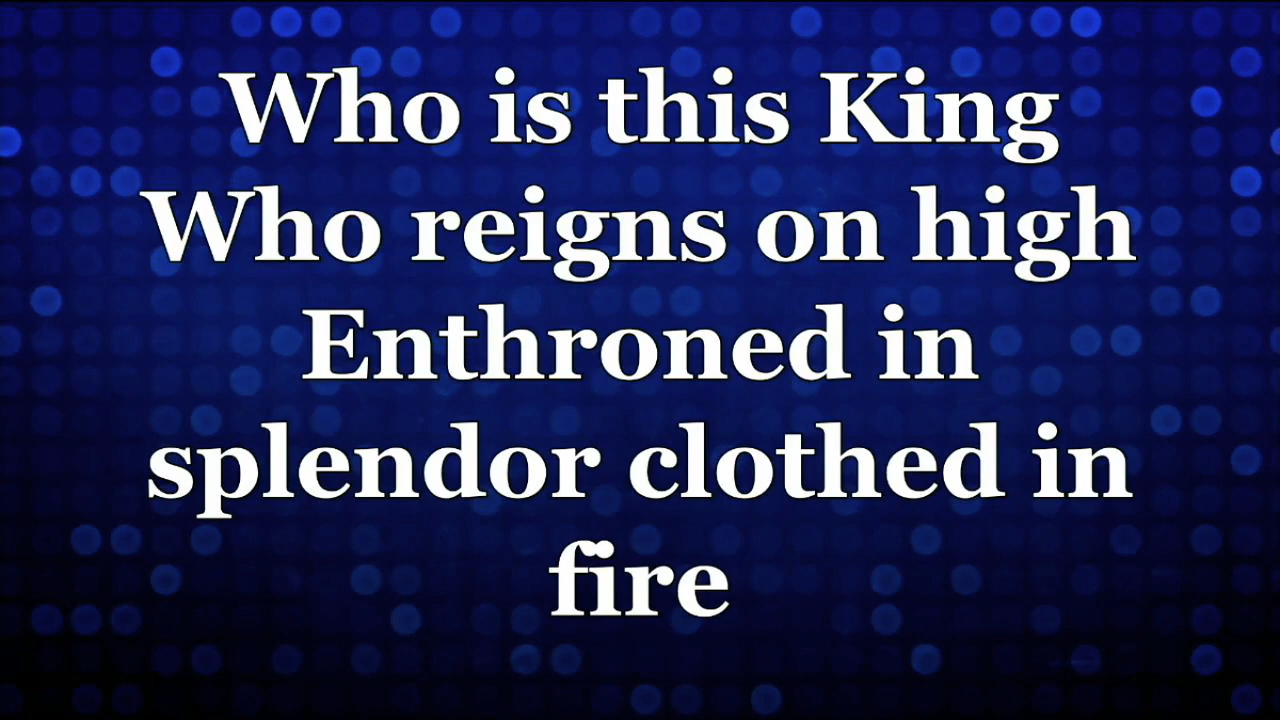 Who is this King
Who reigns on high
Enthroned in
splendor clothed in
fire